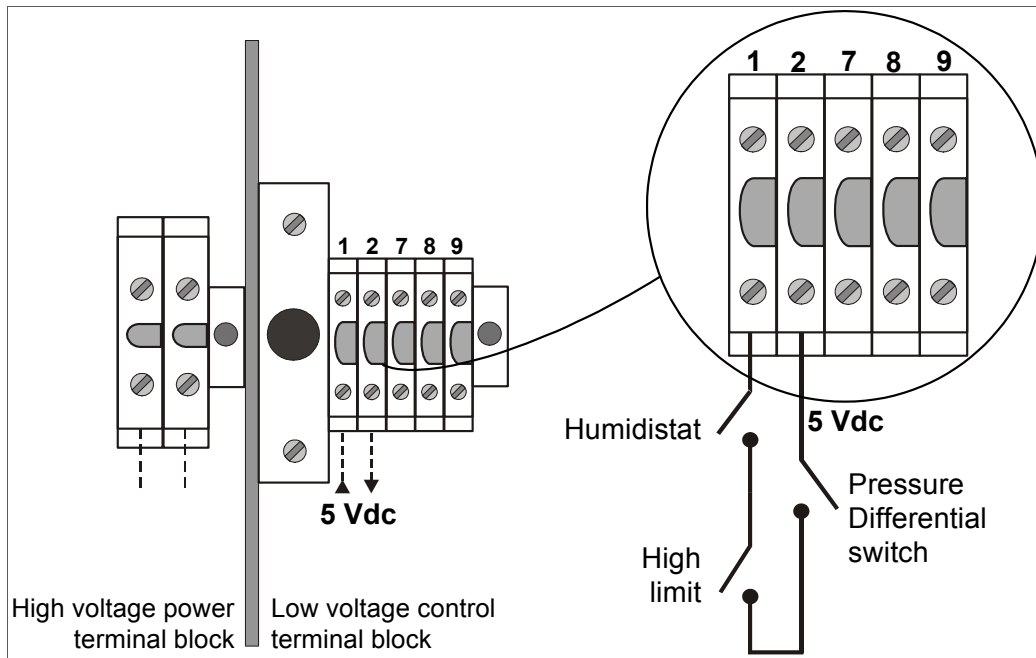 1 2 7 8 9
1 2 7 8 9
5 Vdc
High voltage power
terminal block
Low voltage control
terminal block
Humidistat
5 Vdc
Pressure
Differential
switch
High
limit